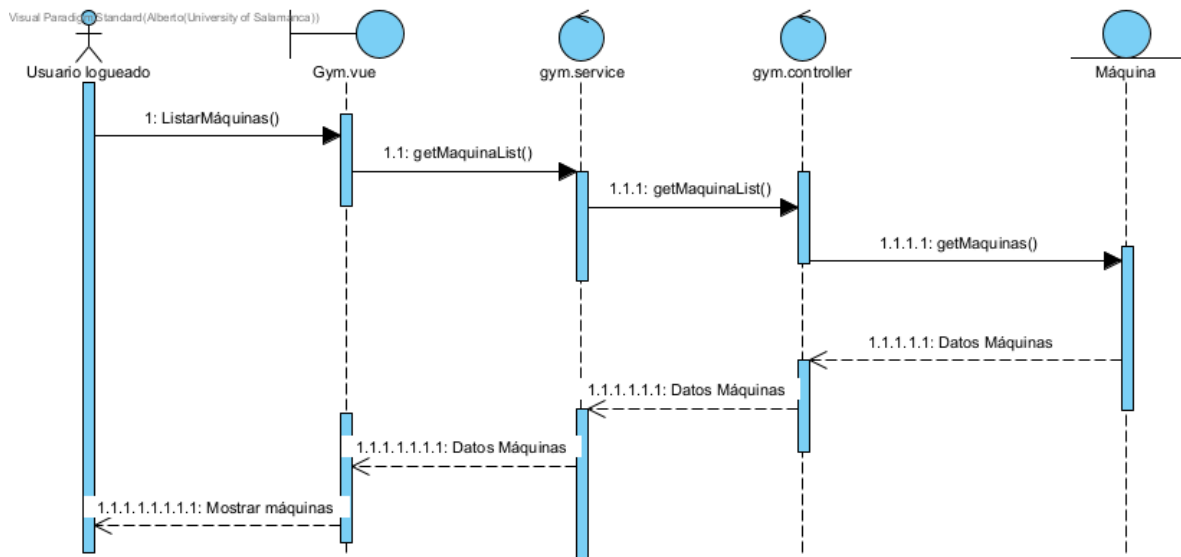 Visual Paradigm Standard(Alberto(University of Salamanca))
Usuario logueado
Gym.vue
gym.service
gym.controller
Máquina
1: ListarMáquinas()
1.1: getMaquinaList()
1.1.1: getMaquinaList()
1.1.1.1: getMaquinas()
1.1.1.1.1: Datos Máquinas
1.1.1.1.1.1: Datos Máquinas
1.1.1.1.1.1.1: Datos Máquinas
1.1.1.1.1.1.1.1: Mostrar máquinas